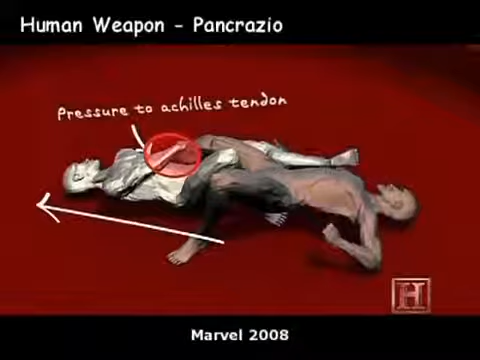 Human Weapon - Pancrazio
Pressure to achilles tendon
H
Marvel 2008